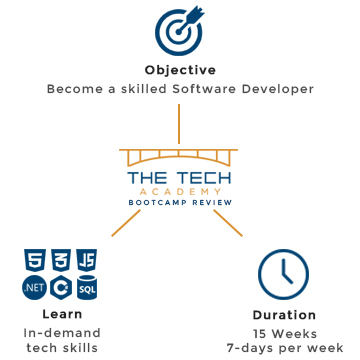 Objective
Become a skilled Software Developer
THE TECH
ACADEMY
BOOTCAMP REVIEW
5 3 JS
.NET C# SQL
Learn
In-demand
tech skills
Duration
15 Weeks
7-days per week